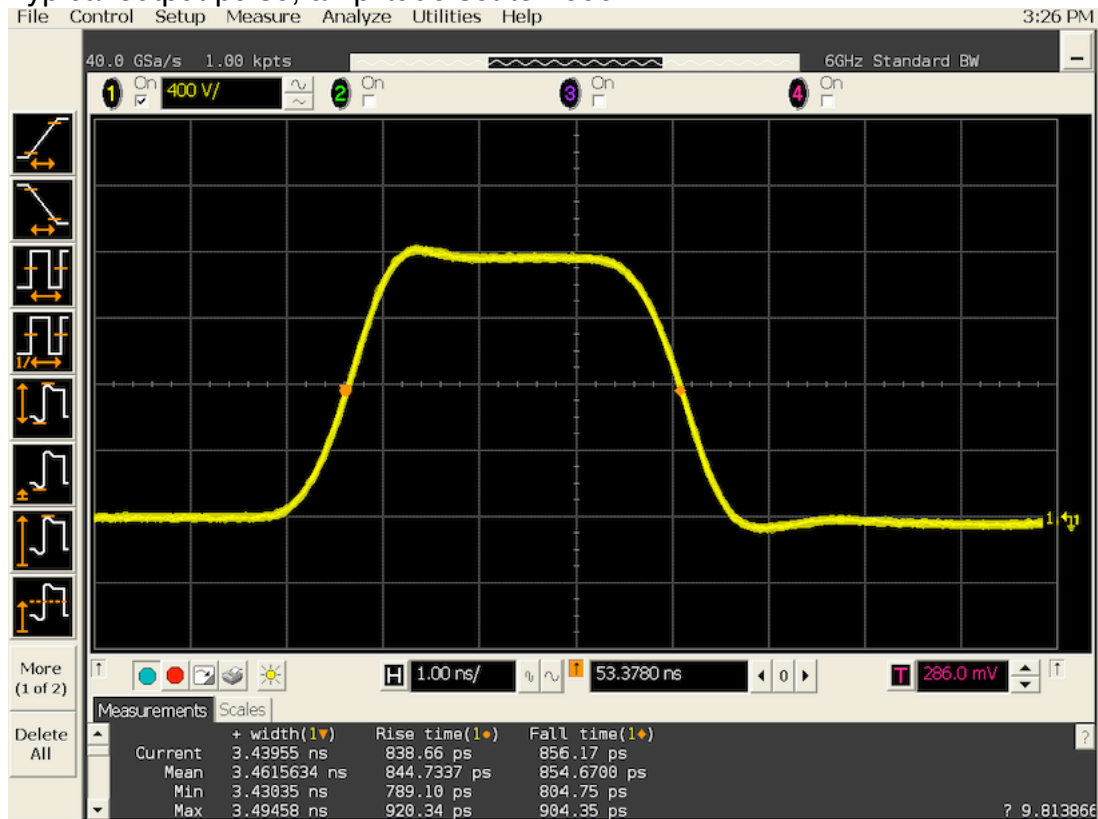 File Control Setup Measure Analyze Utilities Help 3:26 PM
40.0 GSa/s 1.00 kpts 6GHz Standard BW
1 On 400 V/ 2 On 3 On 4 On
1/
1
More
(1 of 2)
Delete
All
H 1.00 ns/ 53.3780 ns 0 T 286.0 mV
Measurements Scales
+ width(1▼) Rise time(1●) Fall time(1♦) ?
Current 3.43955 ns 838.66 ps 856.17 ps
Mean 3.4615634 ns 844.7337 ps 854.6700 ps
Min 3.43035 ns 789.10 ps 804.75 ps
Max 3.49458 ns 920.34 ps 904.35 ps ? 9.813866